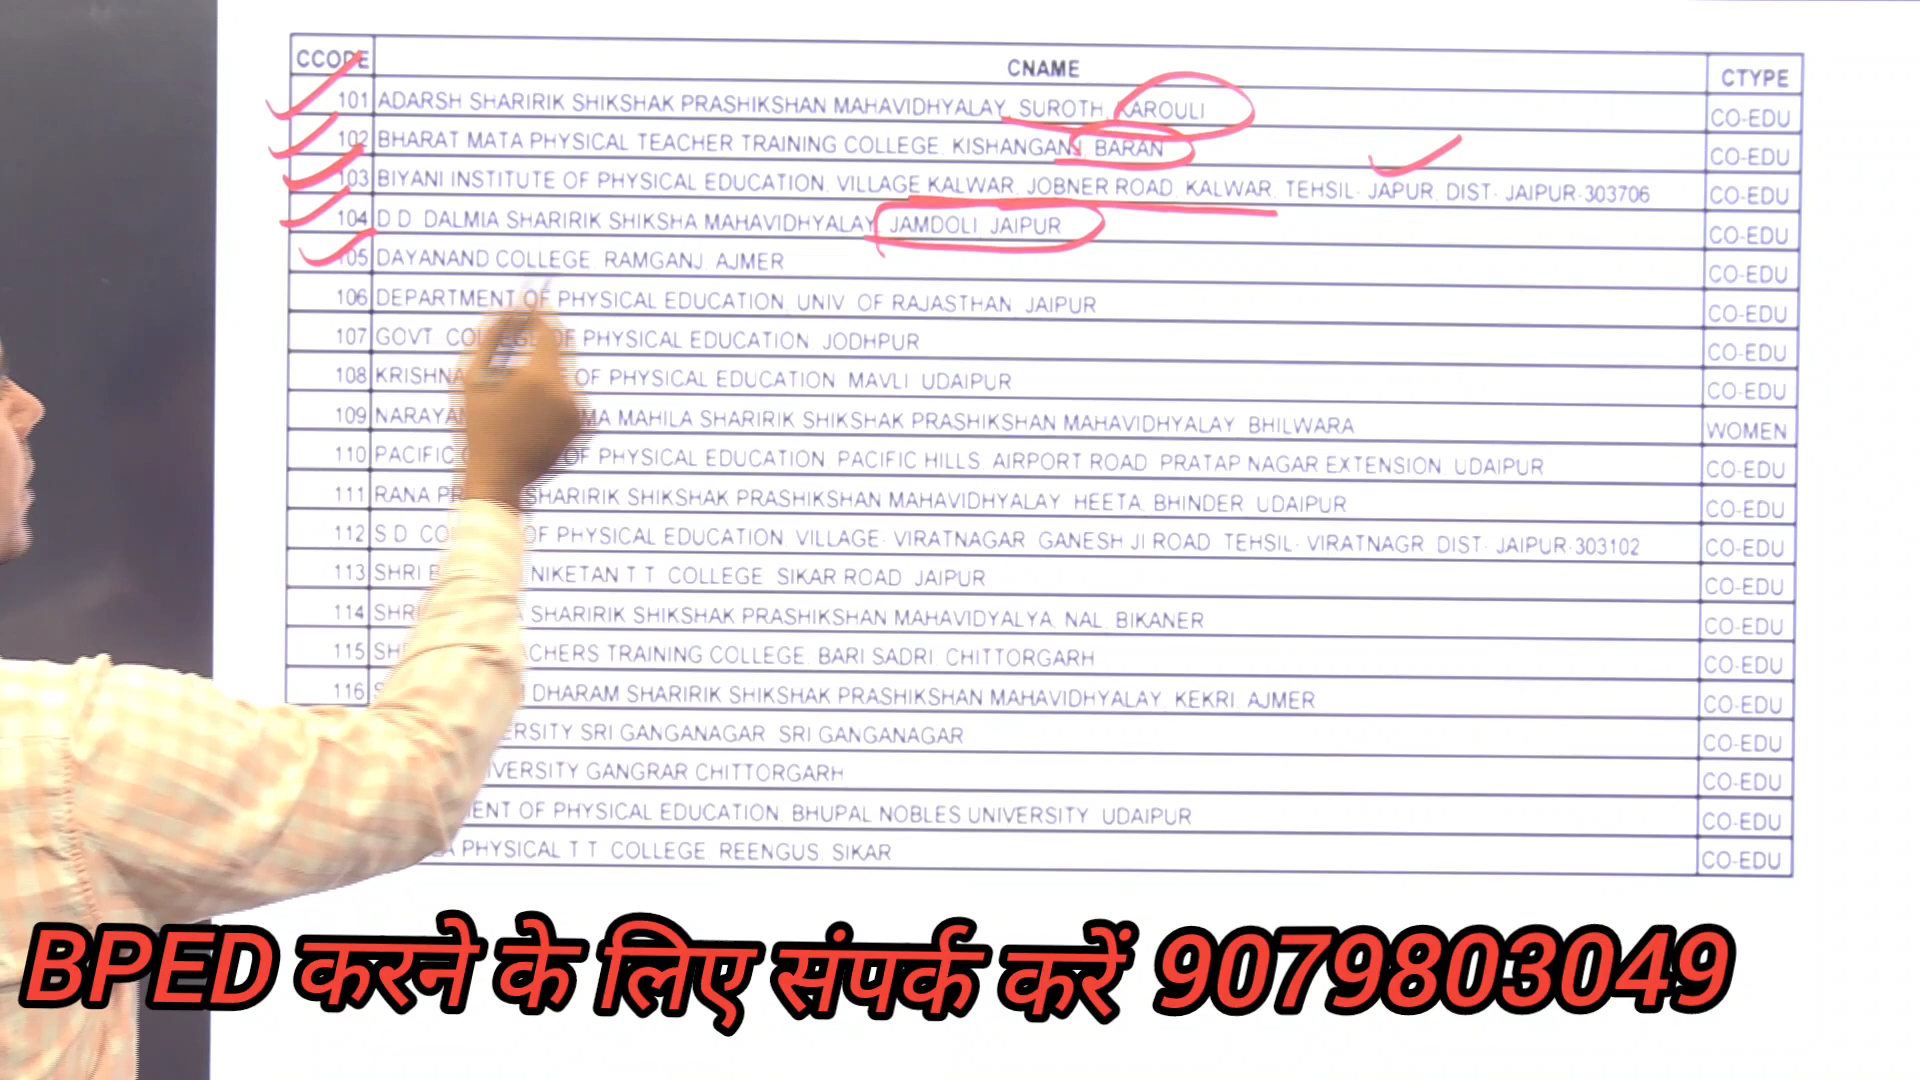 CCODE CNAME CTYPE
101 ADARSH SHARIRIK SHIKSHAK PRASHIKSHAN MAHAVIDHYALAY, SUROTH, KAROULI CO-EDU
102 BHARAT MATA PHYSICAL TEACHER TRAINING COLLEGE, KISHANGANJ, BARAN CO-EDU
103 BIYANI INSTITUTE OF PHYSICAL EDUCATION, VILLAGE KALWAR, JOBNER ROAD, KALWAR, TEHSIL- JAPUR, DIST- JAIPUR-303706 CO-EDU
104 D D DALMIA SHARIRIK SHIKSHA MAHAVIDHYALAY, JAMDOLI JAIPUR CO-EDU
105 DAYANAND COLLEGE, RAMGANJ AJMER CO-EDU
106 DEPARTMENT OF PHYSICAL EDUCATION, UNIV OF RAJASTHAN JAIPUR CO-EDU
107 GOVT COLLEGE OF PHYSICAL EDUCATION, JODHPUR CO-EDU
108 KRISHNA OF PHYSICAL EDUCATION MAVLI UDAIPUR CO-EDU
109 MAHILA SHARIRIK SHIKSHAK PRASHIKSHAN MAHAVIDHYALAY BHILWARA WOMEN
110 PACIFIC OF PHYSICAL EDUCATION, PACIFIC HILLS, AIRPORT ROAD PRATAP NAGAR EXTENSION, UDAIPUR CO-EDU
111 RANA SHARIRIK SHIKSHAK PRASHIKSHAN MAHAVIDHYALAY HEETA, BHINDER UDAIPUR CO-EDU
112 S D OF PHYSICAL EDUCATION VILLAGE- VIRATNAGAR GANESH JI ROAD TEHSIL- VIRATNAGR DIST- JAIPUR-303102 CO-EDU
113 SHRI NIKETAN T T COLLEGE SIKAR ROAD JAIPUR CO-EDU
114 SHARIRIK SHIKSHAK PRASHIKSHAN MAHAVIDYALYA, NAL, BIKANER CO-EDU
115 TRAINING COLLEGE, BARI SADRI, CHITTORGARH CO-EDU
116 DHARAM SHARIRIK SHIKSHAK PRASHIKSHAN MAHAVIDHYALAY, KEKRI, AJMER CO-EDU
SRI GANGANAGAR SRI GANGANAGAR CO-EDU
GANGRAR CHITTORGARH CO-EDU
OF PHYSICAL EDUCATION BHUPAL NOBLES UNIVERSITY UDAIPUR CO-EDU
PHYSICAL T T COLLEGE, REENGUS, SIKAR CO-EDU
BPED करने के लिए संपर्क करें 9079803049